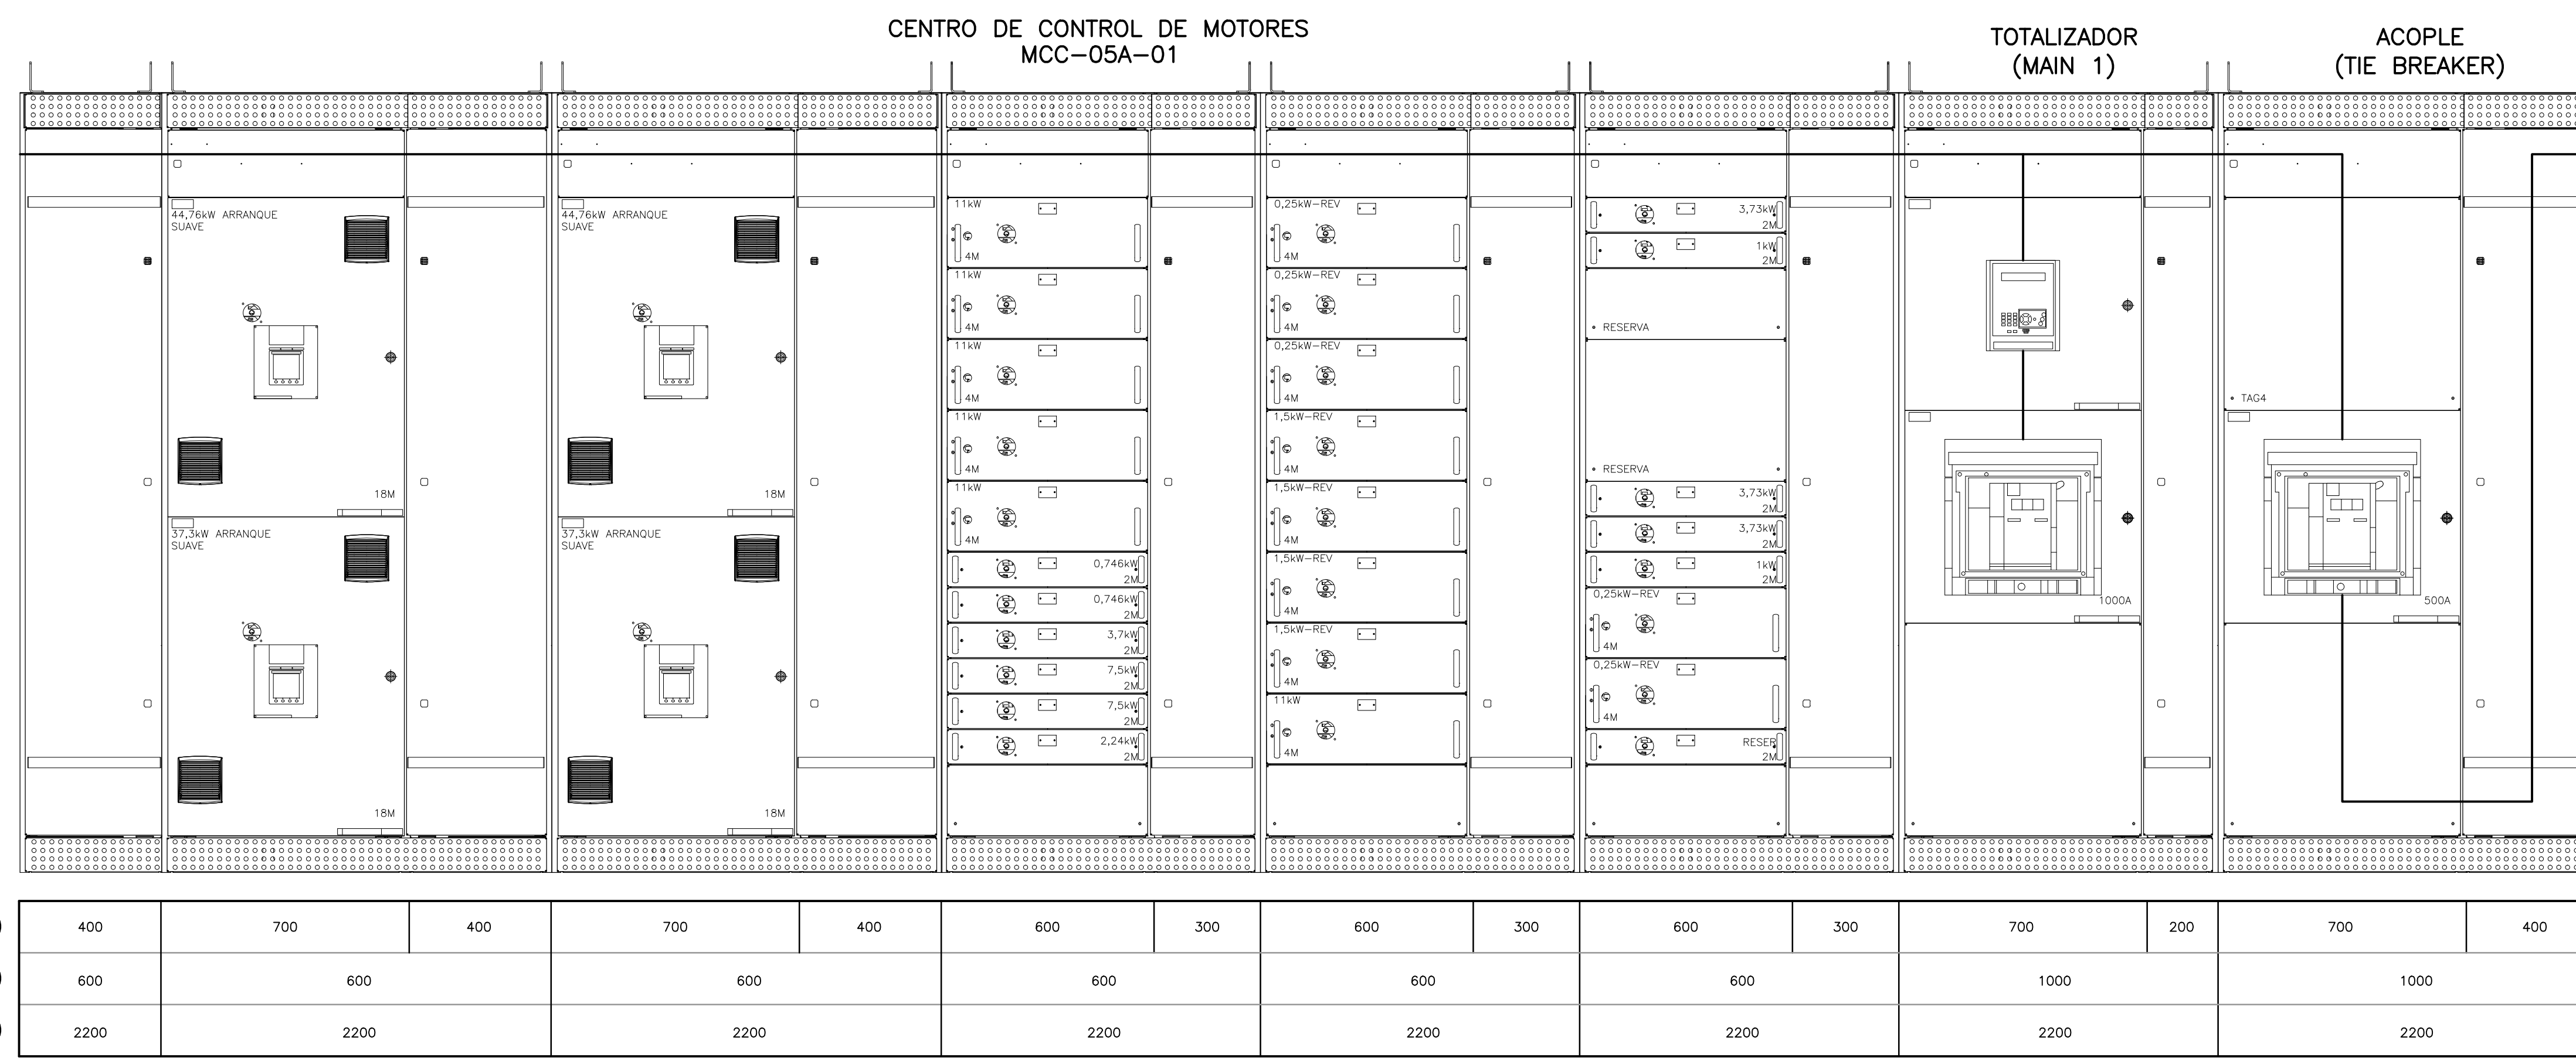 CENTRO DE CONTROL DE MOTORES
MCC-05A-01
TOTALIZADOR
(MAIN 1)
ACOPLE
(TIE BREAKER)
44,76kW ARRANQUE
SUAVE
18M
37,3kW ARRANQUE
SUAVE
18M
44,76kW ARRANQUE
SUAVE
18M
37,3kW ARRANQUE
SUAVE
18M
11kW
4M
11kW
4M
11kW
4M
11kW
4M
11kW
4M
0,746kW
2M
0,746kW
2M
3,7kW
2M
7,5kW
2M
7,5kW
2M
2,24kW
2M
0,25kW-REV
4M
0,25kW-REV
4M
0,25kW-REV
4M
1,5kW-REV
4M
1,5kW-REV
4M
1,5kW-REV
4M
1,5kW-REV
4M
11kW
4M
3,73kW
2M
1kW
2M
RESERVA
RESERVA
3,73kW
2M
3,73kW
2M
1kW
2M
0,25kW-REV
4M
0,25kW-REV
4M
RESER
2M
1000A
TAG4
500A
400 700 400 700 400 600 300 600 300 600 300 700 200 700 400
600 600 600 600 600 600 1000 1000
2200 2200 2200 2200 2200 2200 2200 2200